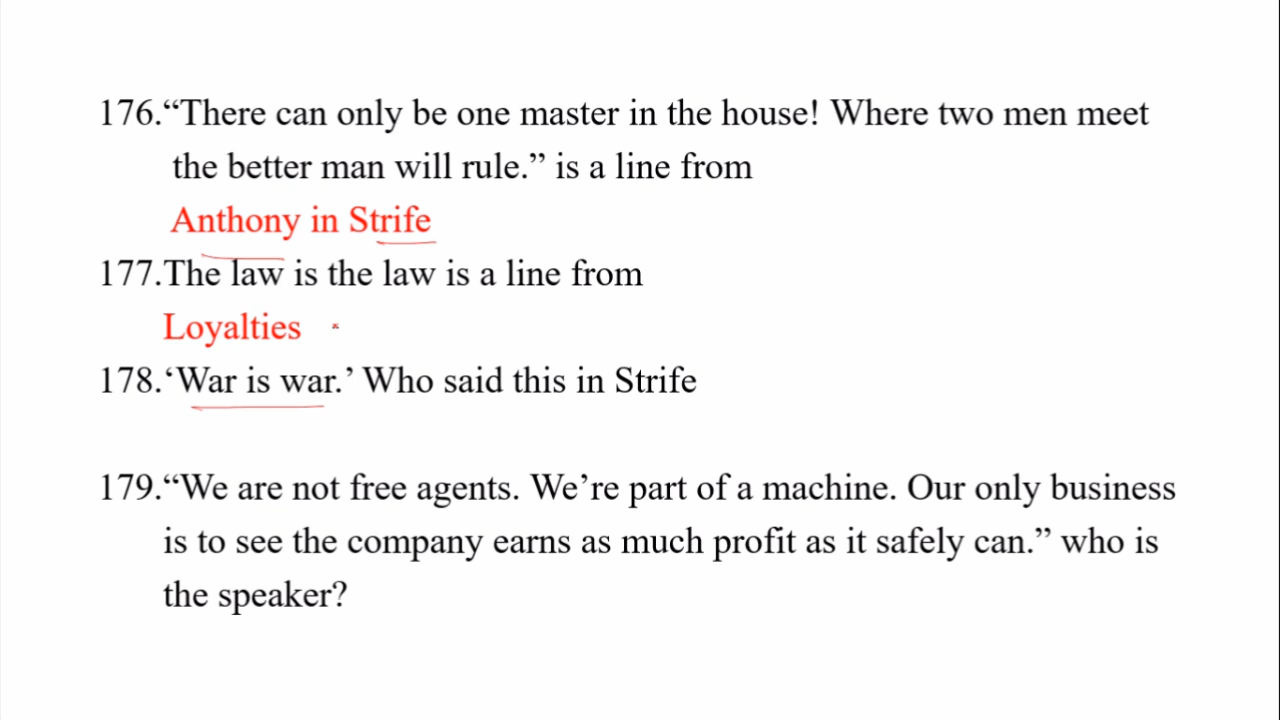 176.“There can only be one master in the house! Where two men meet
the better man will rule.” is a line from
Anthony in Strife
177.The law is the law is a line from
Loyalties
178.‘War is war.’ Who said this in Strife
179.“We are not free agents. We’re part of a machine. Our only business
is to see the company earns as much profit as it safely can.” who is
the speaker?